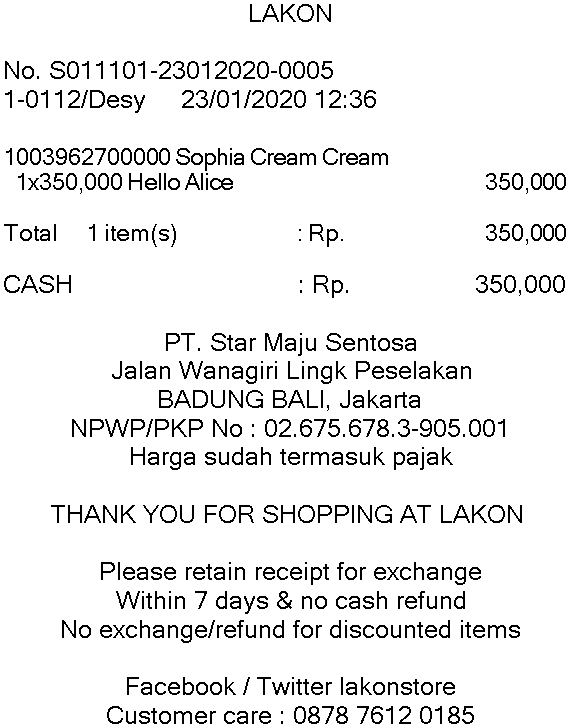 LAKON
No. S011101-23012020-0005
1-0112/Desy 23/01/2020 12:36
1003962700000 Sophia Cream Cream
1x350,000 Hello Alice 350,000
Total 1 item(s) : Rp. 350,000
CASH : Rp. 350,000
PT. Star Maju Sentosa
Jalan Wanagiri Lingk Peselakan
BADUNG BALI, Jakarta
NPWP/PKP No : 02.675.678.3-905.001
Harga sudah termasuk pajak
THANK YOU FOR SHOPPING AT LAKON
Please retain receipt for exchange
Within 7 days & no cash refund
No exchange/refund for discounted items
Facebook / Twitter lakonstore
Customer care : 0878 7612 0185